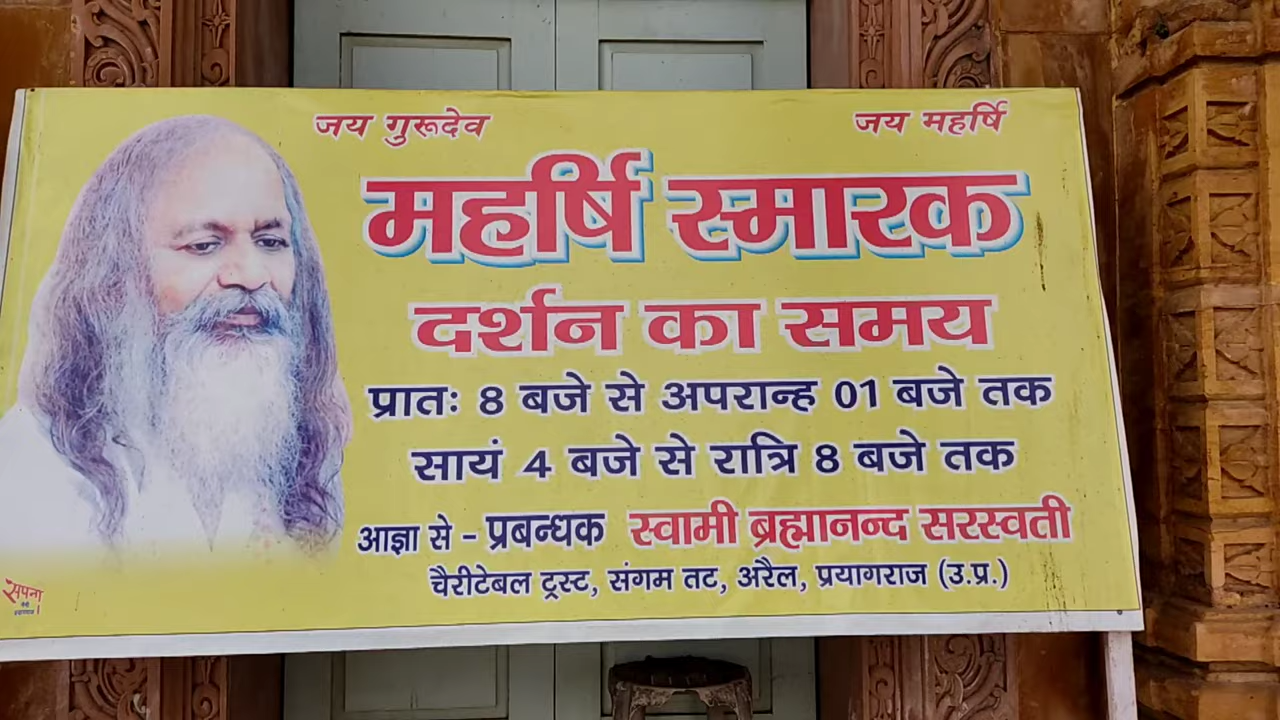 जय गुरूदेव जय महर्षि
महर्षि स्मारक
दर्शन का समय
प्रातः 8 बजे से अपरान्ह 01 बजे तक
सायं 4 बजे से रात्रि 8 बजे तक
आज्ञा से - प्रबन्धक स्वामी ब्रह्मानन्द सरस्वती
चैरीटेबल ट्रस्ट, संगम तट, अरैल, प्रयागराज (उ.प्र.)
सपना